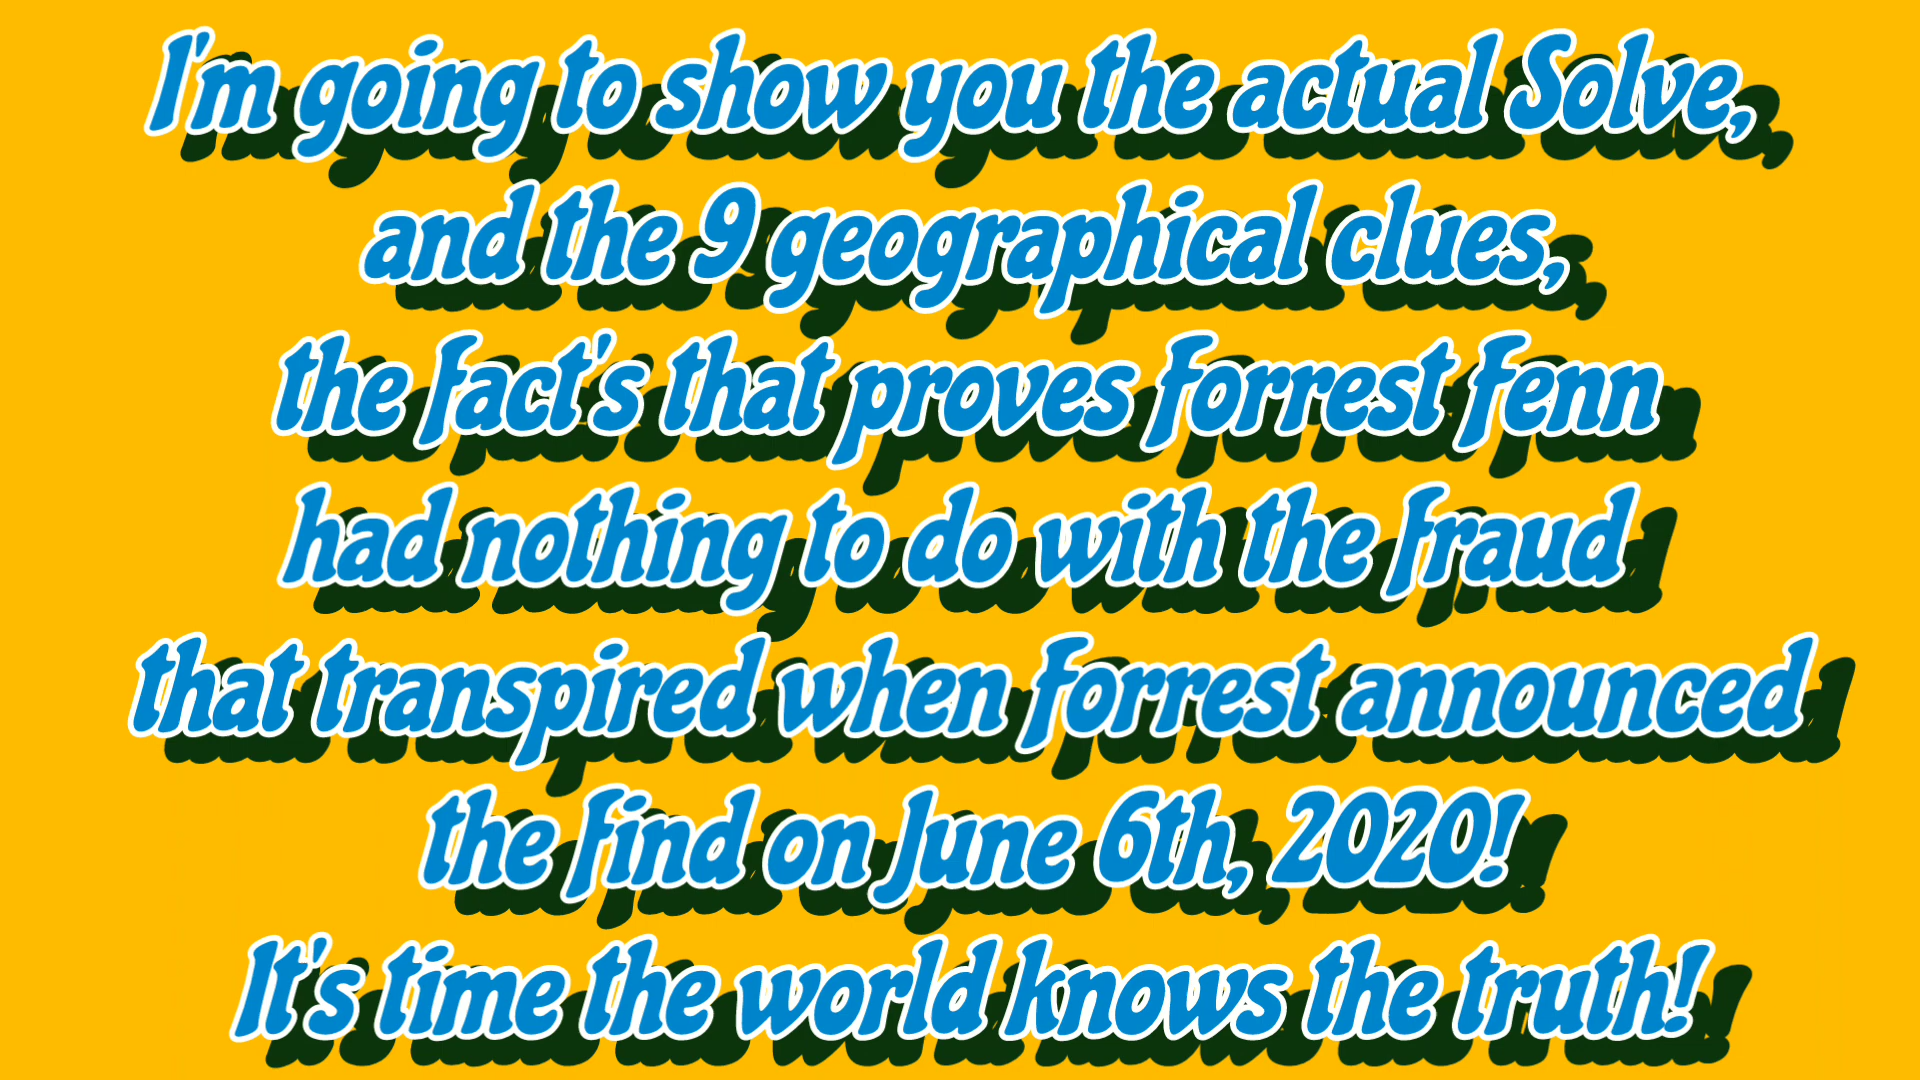 I'm going to show you the actual Solve,
and the 9 geographical clues,
the fact's that proves Forrest Fenn
had nothing to do with the fraud
that transpired when Forrest announced
the find on June 6th, 2020!
It's time the world knows the truth!